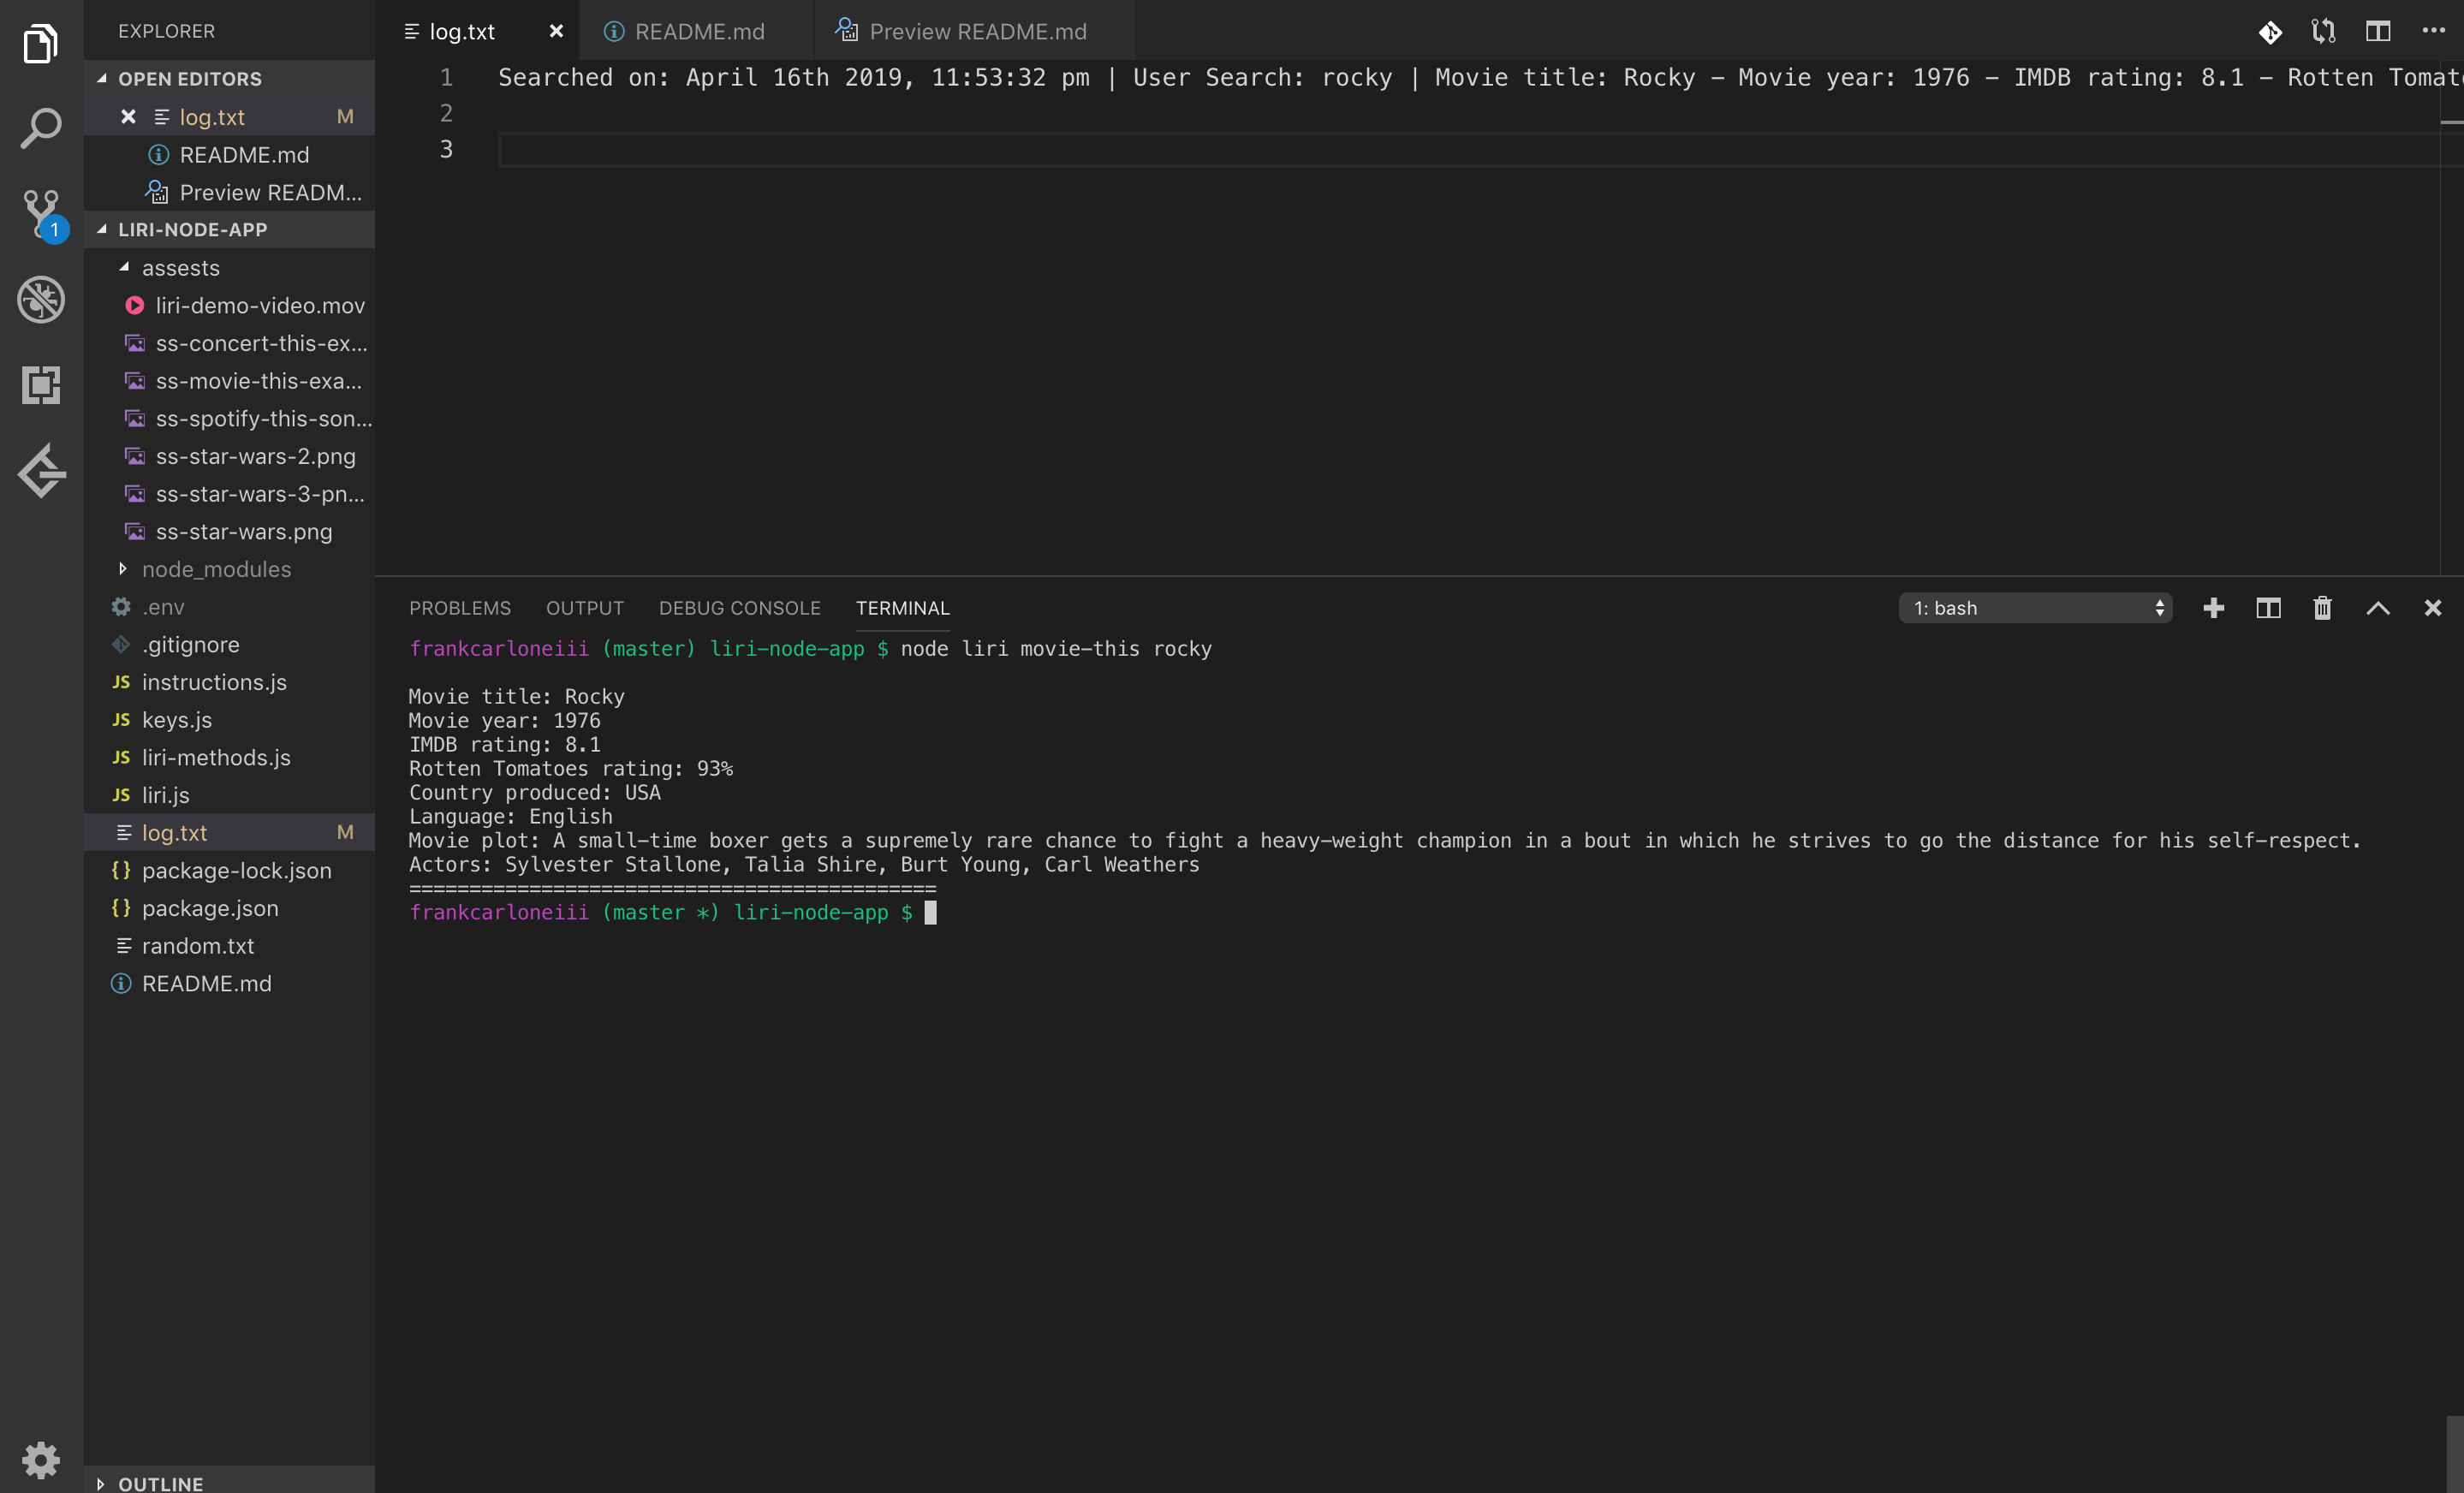 EXPLORER
OPEN EDITORS
log.txt M
README.md
Preview READM...
1
LIRI-NODE-APP
assests
liri-demo-video.mov
ss-concert-this-ex...
ss-movie-this-exa...
ss-spotify-this-son...
ss-star-wars-2.png
ss-star-wars-3-pn...
ss-star-wars.png
node_modules
.env
.gitignore
JS instructions.js
JS keys.js
JS liri-methods.js
JS liri.js
log.txt M
{} package-lock.json
{} package.json
random.txt
README.md
OUTLINE
log.txt README.md Preview README.md
1 Searched on: April 16th 2019, 11:53:32 pm | User Search: rocky | Movie title: Rocky - Movie year: 1976 - IMDB rating: 8.1 - Rotten Tomat
2
3
PROBLEMS OUTPUT DEBUG CONSOLE TERMINAL 1: bash
frankcarloneiii (master) liri-node-app $ node liri movie-this rocky
Movie title: Rocky
Movie year: 1976
IMDB rating: 8.1
Rotten Tomatoes rating: 93%
Country produced: USA
Language: English
Movie plot: A small-time boxer gets a supremely rare chance to fight a heavy-weight champion in a bout in which he strives to go the distance for his self-respect.
Actors: Sylvester Stallone, Talia Shire, Burt Young, Carl Weathers
============================================
frankcarloneiii (master *) liri-node-app $